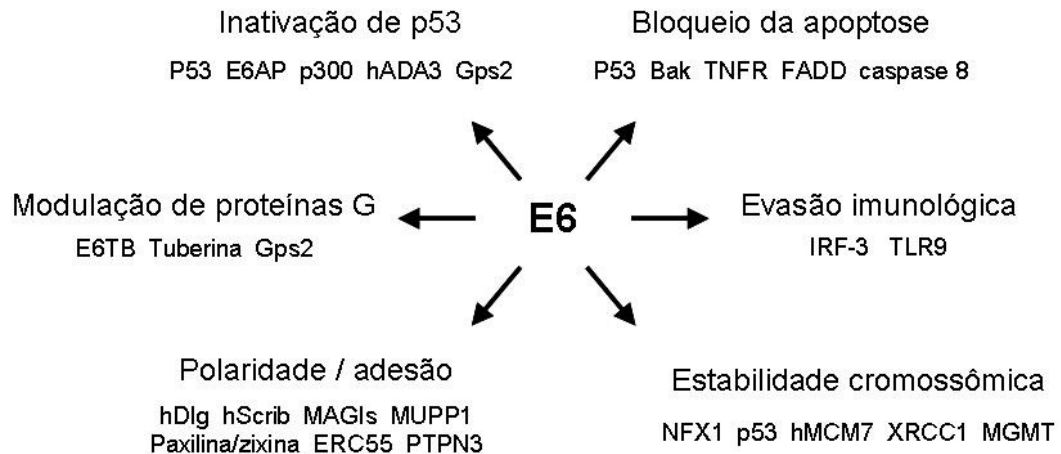 Inativação de p53
P53 E6AP p300 hADA3 Gps2
Bloqueio da apoptose
P53 Bak TNFR FADD caspase 8
Modulação de proteínas G
E6TB Tuberina Gps2
E6
Evasão imunológica
IRF-3 TLR9
Polaridade / adesão
hDlg hScrib MAGIs MUPP1
Paxilina/zixina ERC55 PTPN3
Estabilidade cromossômica
NFX1 p53 hMCM7 XRCC1 MGMT